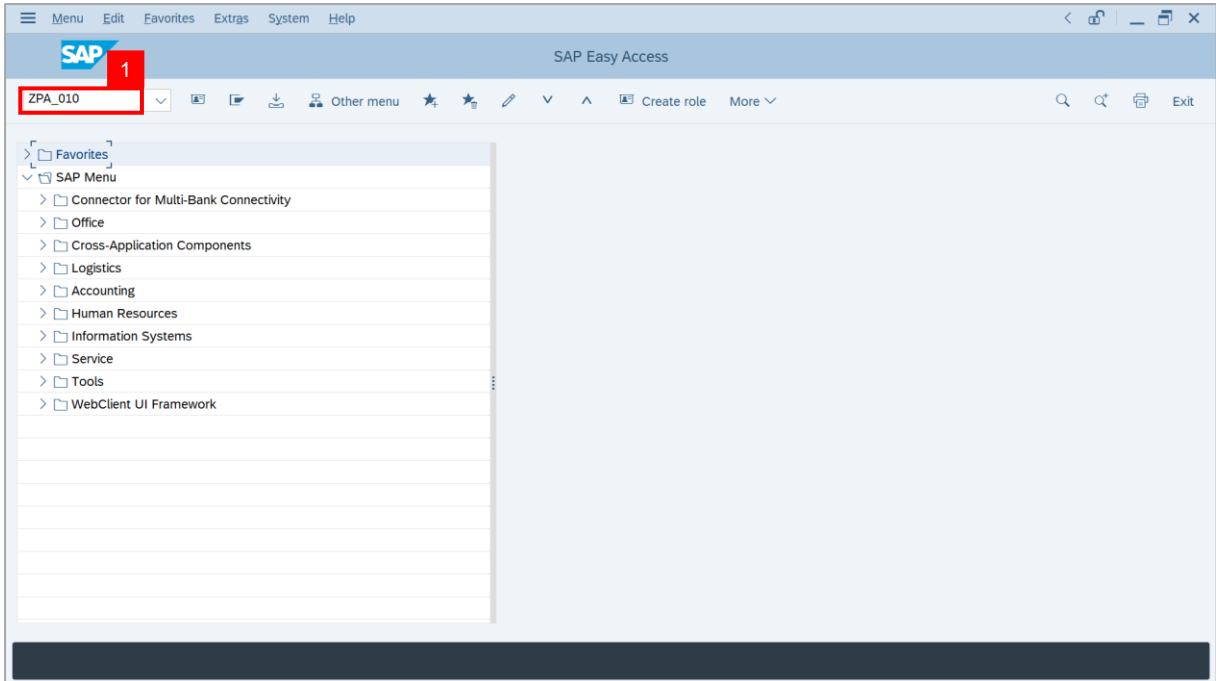 Menu Edit Favorites Extras System Help
SAP
SAP Easy Access
1
ZPA_010 Other menu Create role More Exit
Favorites
SAP Menu
Connector for Multi-Bank Connectivity
Office
Cross-Application Components
Logistics
Accounting
Human Resources
Information Systems
Service
Tools
WebClient UI Framework